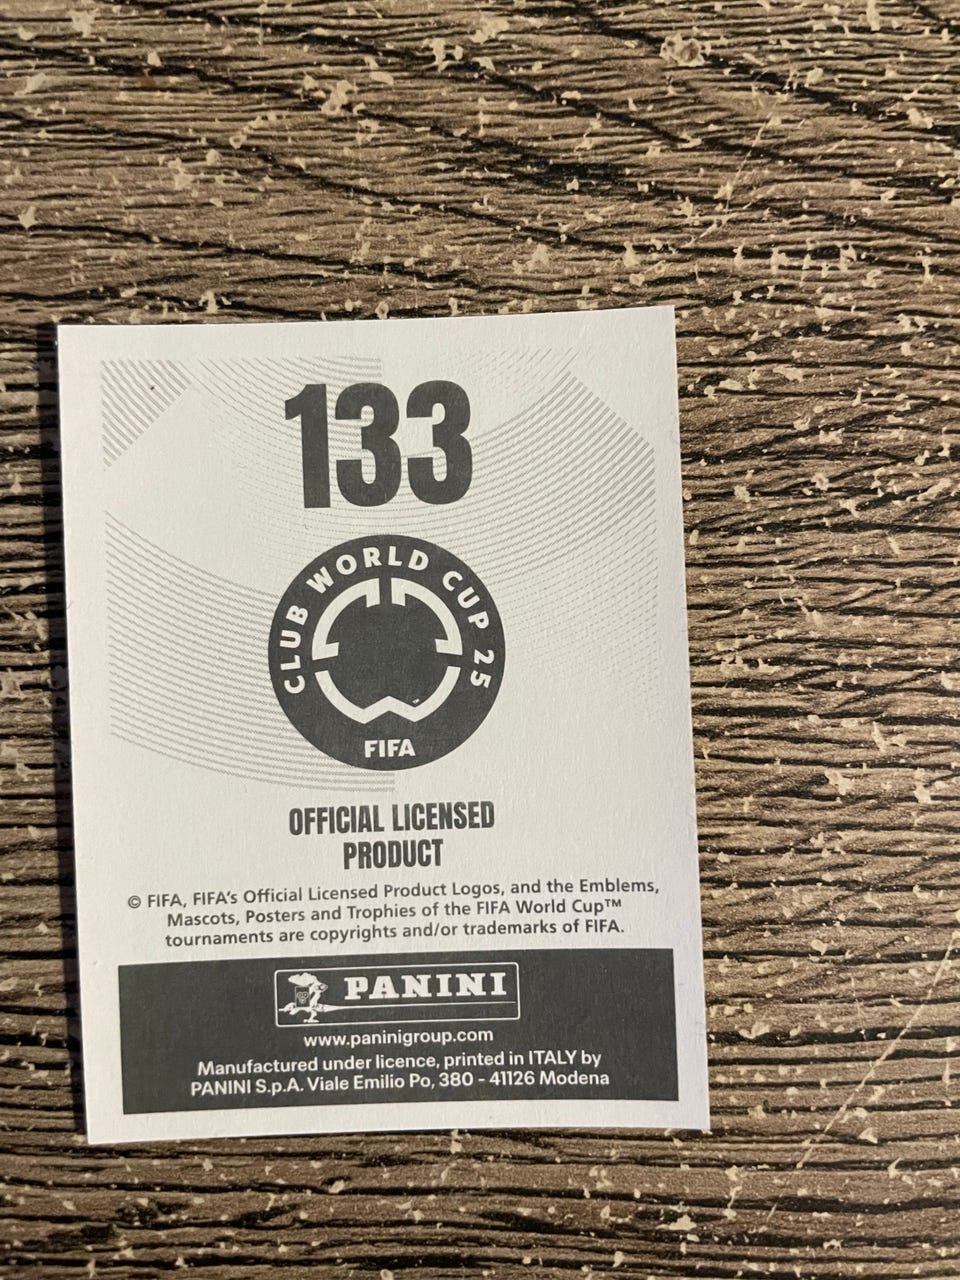 133
CLUB WORLD CUP 25
FIFA
OFFICIAL LICENSED
PRODUCT
© FIFA, FIFA's Official Licensed Product Logos, and the Emblems,
Mascots, Posters and Trophies of the FIFA World Cup™
tournaments are copyrights and/or trademarks of FIFA.
PANINI
www.paninigroup.com
Manufactured under licence, printed in ITALY by
PANINI S.p.A. Viale Emilio Po, 380 - 41126 Modena